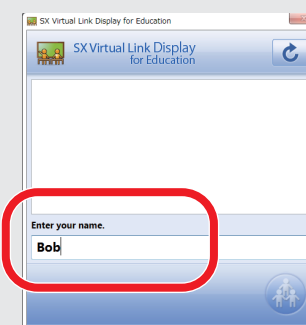 SX Virtual Link Display for Education
SX Virtual Link Display
for Education
Enter your name.
Bob